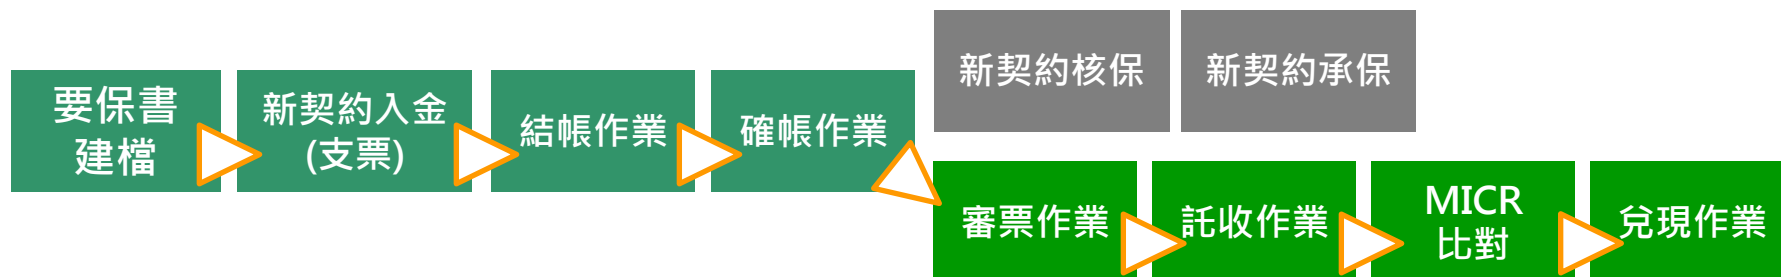 要保書
建檔
新契約入金
(支票)
結帳作業
確帳作業
新契約核保
新契約承保
審票作業
託收作業
MICR
比對
兌現作業